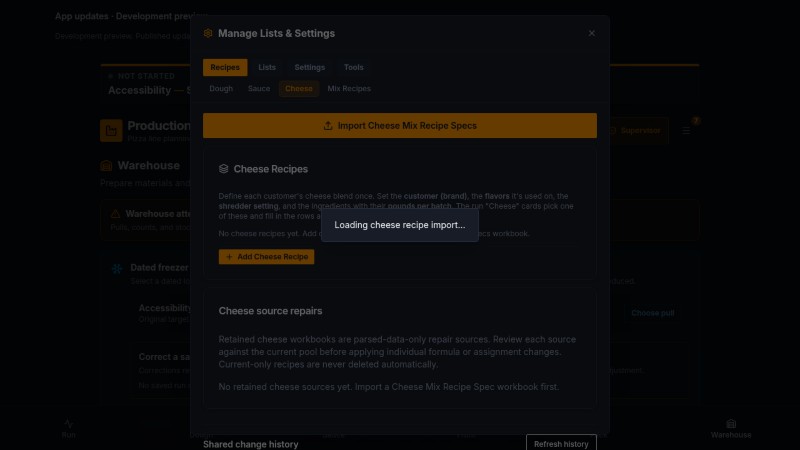 App updates · Development preview
Development preview. Published upda
Manage Lists & Settings
Recipes
Lists
Settings
Tools
NOT STARTED
Accessibility — S
Dough
Sauce
Cheese
Mix Recipes
Import Cheese Mix Recipe Specs
Production
Supervisor
Warehouse
Prepare materials and
Cheese Recipes
Define each customer's cheese blend once. Set the customer (brand), the flavors it's used on, the
shredder setting, and the ingredients with their pounds per batch. The run "Cheese" cards pick one
of these and fill in the rows a
Warehouse atte
Loading cheese recipe import...
No cheese recipes yet. Add
cs workbook.
Add Cheese Recipe
Dated freezer
Select a dated
Cheese source repairs
Accessibility
Original target
Choose pull
Retained cheese workbooks are parsed-data-only repair sources. Review each source
against the current pool before applying individual formula or assignment changes.
Current-only recipes are never deleted automatically.
Correct a sa
No retained cheese sources yet. Import a Cheese Mix Recipe Spec workbook first.
Run
Warehouse
Shared change history
Refresh history